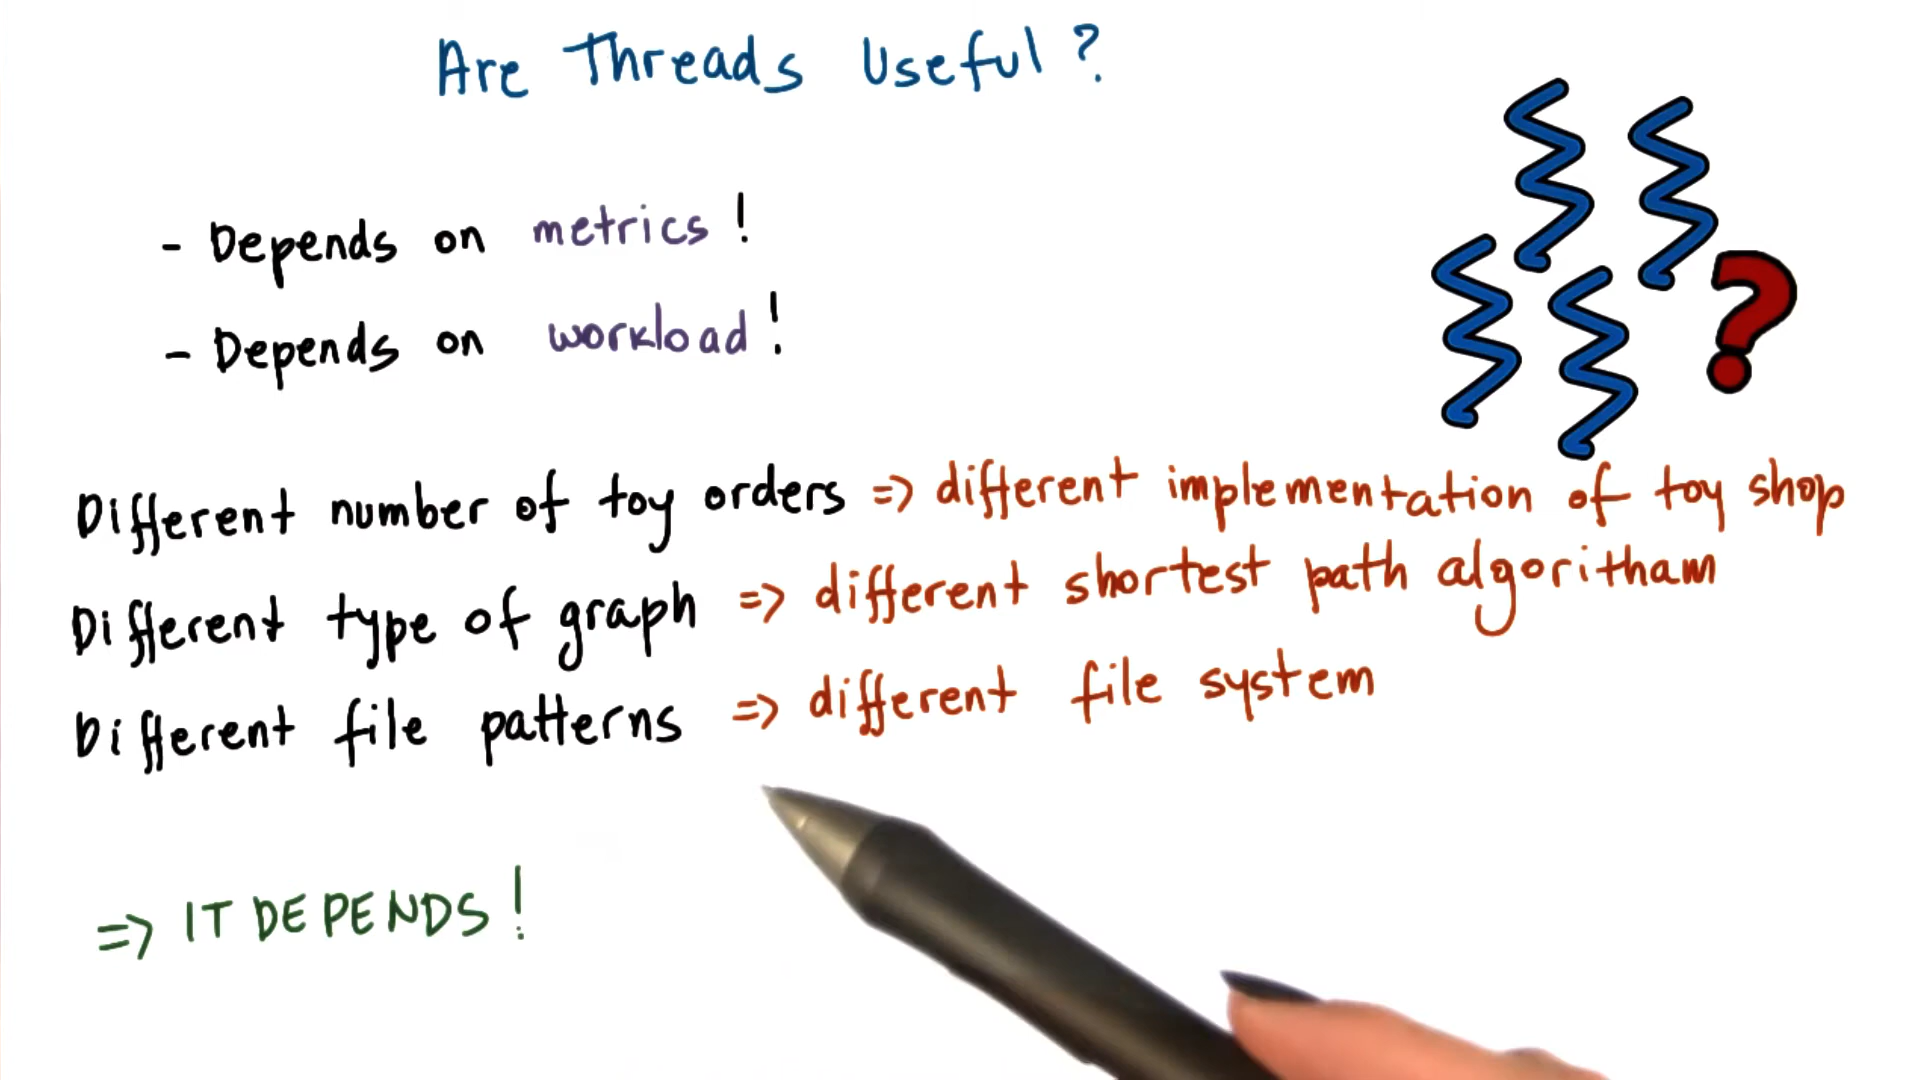 Are Threads Useful?
- Depends on metrics!
- Depends on workload!
?
Different number of toy orders => different implementation of toy shop
Different type of graph => different shortest path algoritham
Different file patterns => different file system
=> IT DEPENDS!